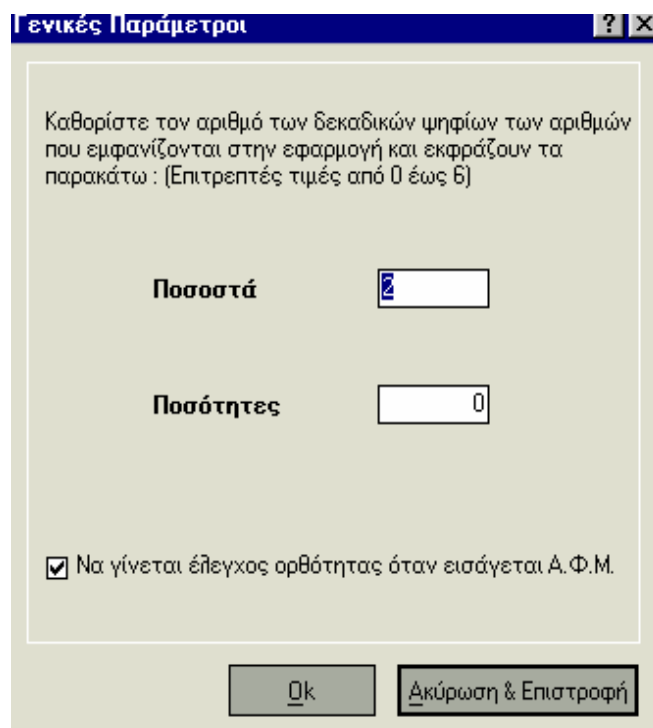 Γενικές Παράμετροι
Καθορίστε τον αριθμό των δεκαδικών ψηφίων των αριθμών
που εμφανίζονται στην εφαρμογή και εκφράζουν τα
παρακάτω : (Επιτρεπτές τιμές από 0 έως 6)
Ποσοστά 2
Ποσότητες 0
Να γίνεται έλεγχος ορθότητας όταν εισάγεται Α.Φ.Μ.
Ok Ακύρωση & Επιστροφή